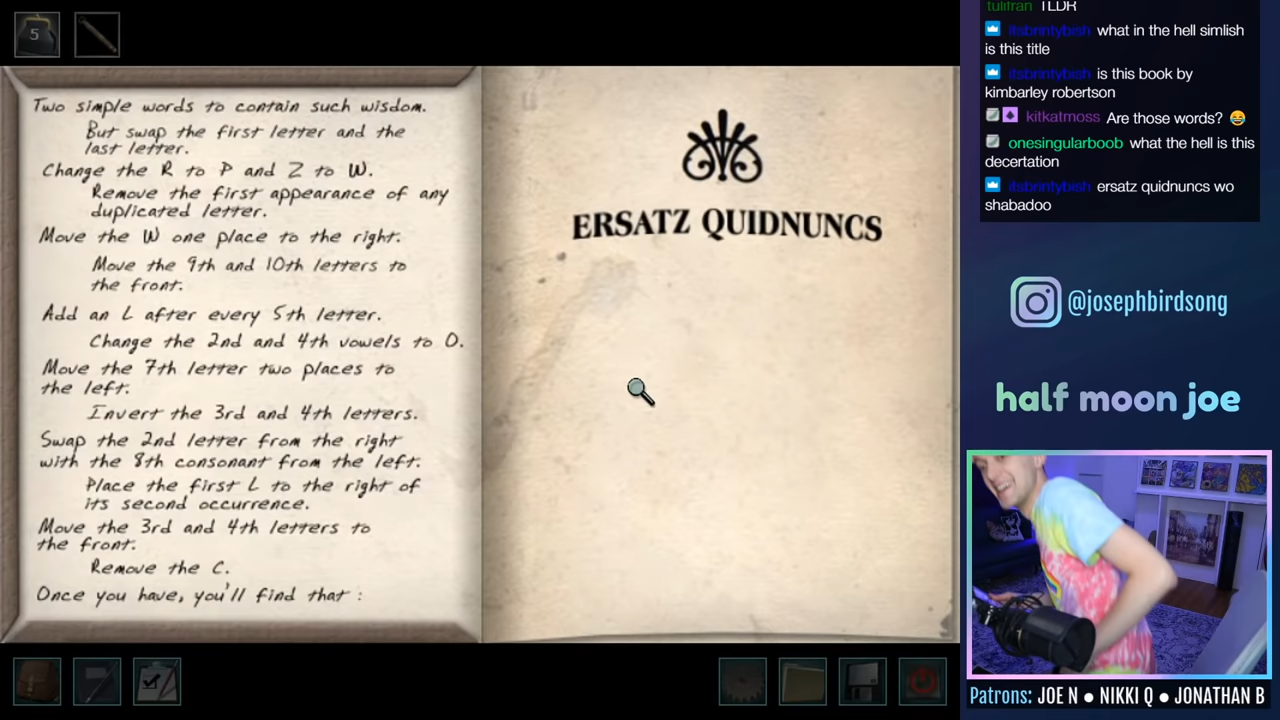 5
Two simple words to contain such wisdom.
But swap the first letter and the
last letter.
Change the R to P and Z to W.
Remove the first appearance of any
duplicated letter.
Move the W one place to the right.
Move the 9th and 10th letters to
the front.
Add an L after every 5th letter.
Change the 2nd and 4th vowels to O.
Move the 7th letter two places to
the left.
Invert the 3rd and 4th letters.
Swap the 2nd letter from the right
with the 8th consonant from the left.
Place the first L to the right of
its second occurrence.
Move the 3rd and 4th letters to
the front.
Remove the C.
Once you have, you'll find that :
ERSATZ QUIDNUNCS
tulifran TLDR
itsbrintybish what in the hell simlish
is this title
itsbrintybish is this book by
kimbarley robertson
kitkatmoss Are those words? 😂
onesingularboob what the hell is this
decertation
itsbrintybish ersatz quidnuncs wo
shabadoo
@josephbirdsong
half moon joe
Patrons: JOE N ● NIKKI Q ● JONATHAN B